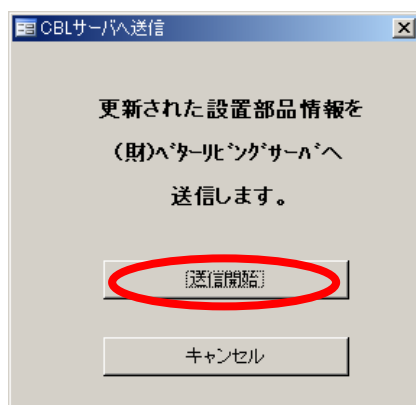 CBLサーバへ送信
更新された設置部品情報を
(財)ﾍﾞﾀｰﾘﾋﾞﾝｸﾞｻｰﾊﾞへ
送信します。
送信開始
キャンセル